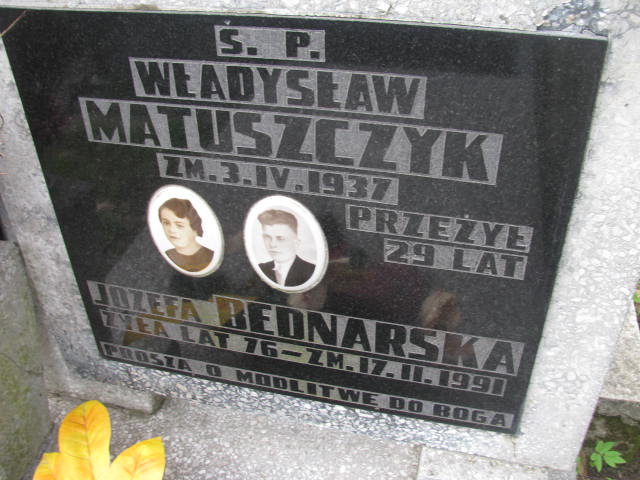 Ś. P.
WŁADYSŁAW
MATUSZCZYK
ZM. 3. IV. 1937
PRZEŻYŁ
29 LAT
JÓZEFA BEDNARSKA
ŻYŁA LAT 76 – ZM. 17. II. 1991
PROSZĄ O MODLITWĘ DO BOGA